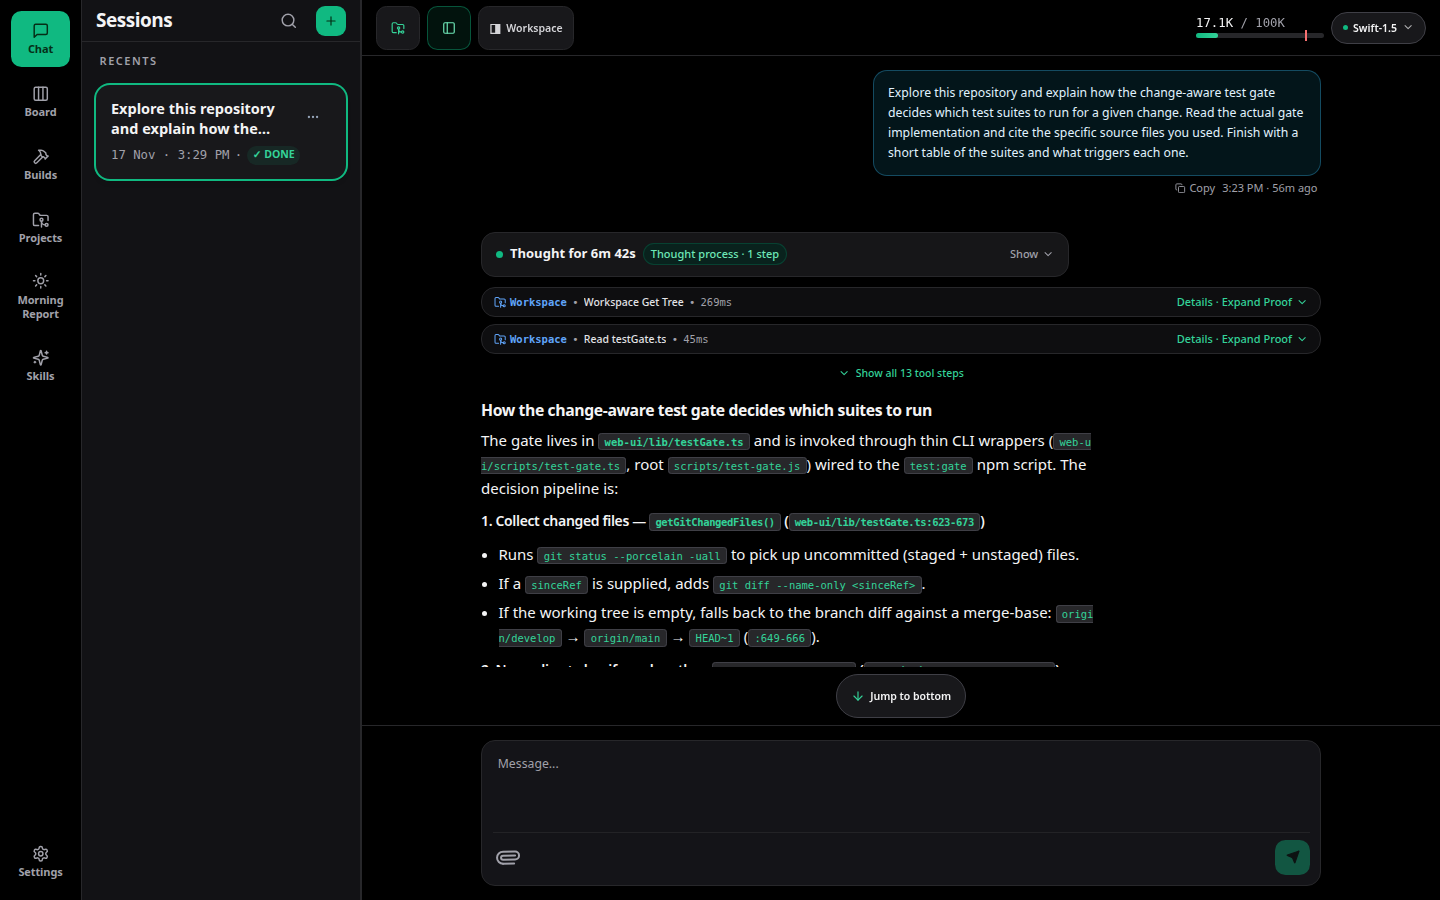 Chat
Board
Builds
Projects
Morning
Report
Skills
Settings
Sessions
RECENTS
Explore this repository
and explain how the...
17 Nov · 3:29 PM · ✓ DONE
Workspace
17.1K / 100K
Swift-1.5
Explore this repository and explain how the change-aware test gate
decides which test suites to run for a given change. Read the actual gate
implementation and cite the specific source files you used. Finish with a
short table of the suites and what triggers each one.
Copy 3:23 PM · 56m ago
Thought for 6m 42s Thought process · 1 step Show
Workspace • Workspace Get Tree • 269ms Details · Expand Proof
Workspace • Read testGate.ts • 45ms Details · Expand Proof
Show all 13 tool steps
How the change-aware test gate decides which suites to run
The gate lives in web-ui/lib/testGate.ts and is invoked through thin CLI wrappers (web-u
i/scripts/test-gate.ts, root scripts/test-gate.js) wired to the test:gate npm script. The
decision pipeline is:
1. Collect changed files — getGitChangedFiles() (web-ui/lib/testGate.ts:623-673)
• Runs git status --porcelain -uall to pick up uncommitted (staged + unstaged) files.
• If a sinceRef is supplied, adds git diff --name-only <sinceRef>.
• If the working tree is empty, falls back to the branch diff against a merge-base: origi
n/develop → origin/main → HEAD~1 (:649-666).
Jump to bottom
Message...